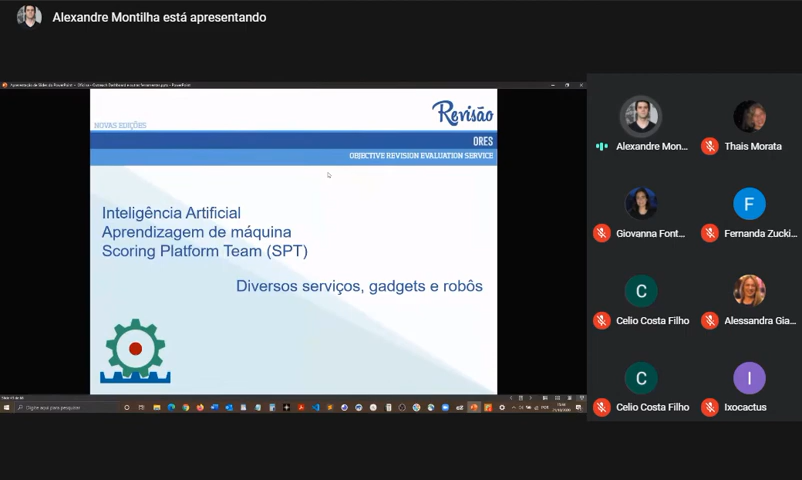 Alexandre Montilha está apresentando
NOVAS EDIÇÕES
Revisão
ORES
OBJECTIVE REVISION EVALUATION SERVICE
Inteligência Artificial
Aprendizagem de máquina
Scoring Platform Team (SPT)
Diversos serviços, gadgets e robôs
Digite aqui para pesquisar
Alexandre Mon...
Thais Morata
Giovanna Font...
F
Fernanda Zucki...
C
Celio Costa Filho
Alessandra Gia...
C
Celio Costa Filho
I
Ixocactus